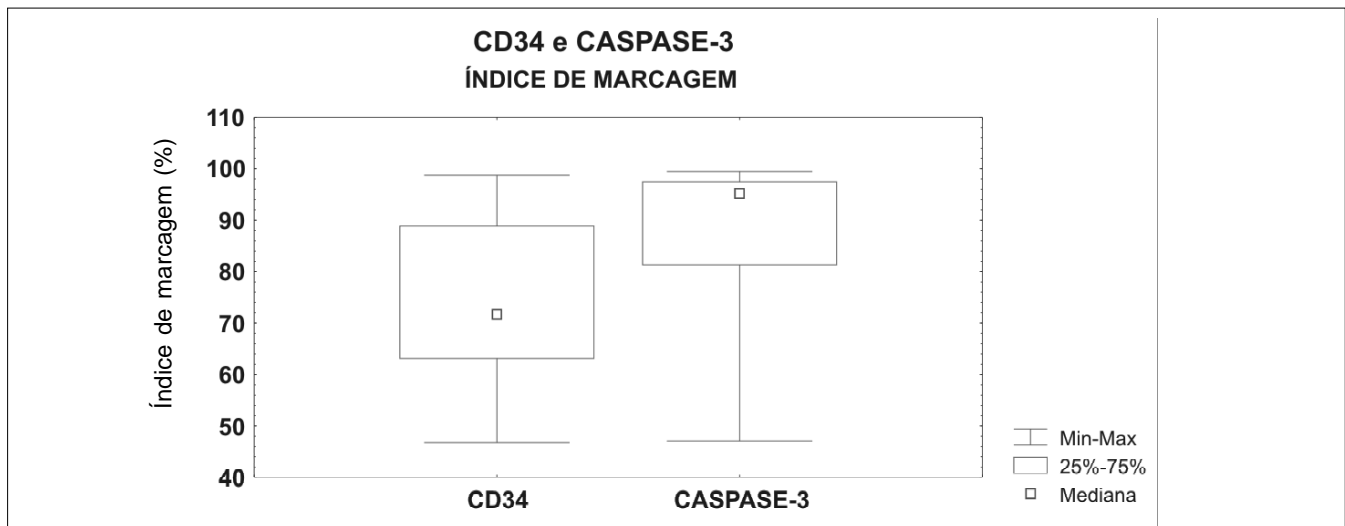 CD34 e CASPASE-3
ÍNDICE DE MARCAGEM
Índice de marcagem (%)
110
100
90
80
70
60
50
40
CD34
CASPASE-3
Min-Max
25%-75%
Mediana